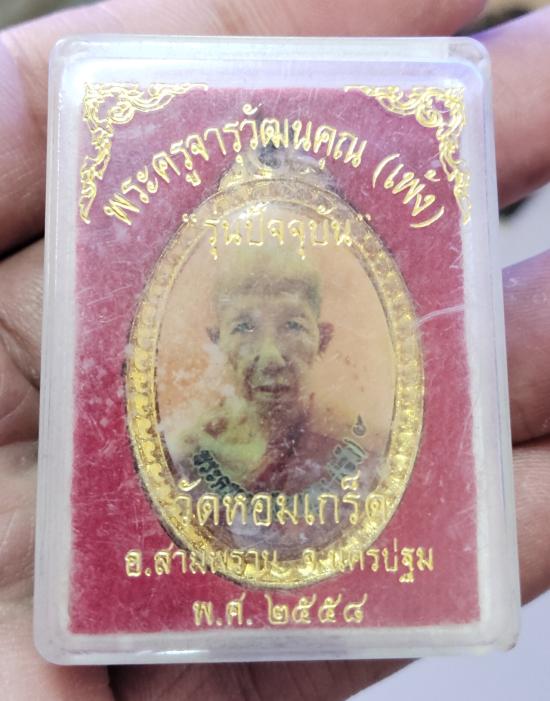 พระครูจารุวัฒนคุณ (เพ้ง)
"รุ่นปัจจุบัน"
วัดหอมเกร็ด
อ.สามพราน จ.นครปฐม
พ.ศ. ๒๕๕๘